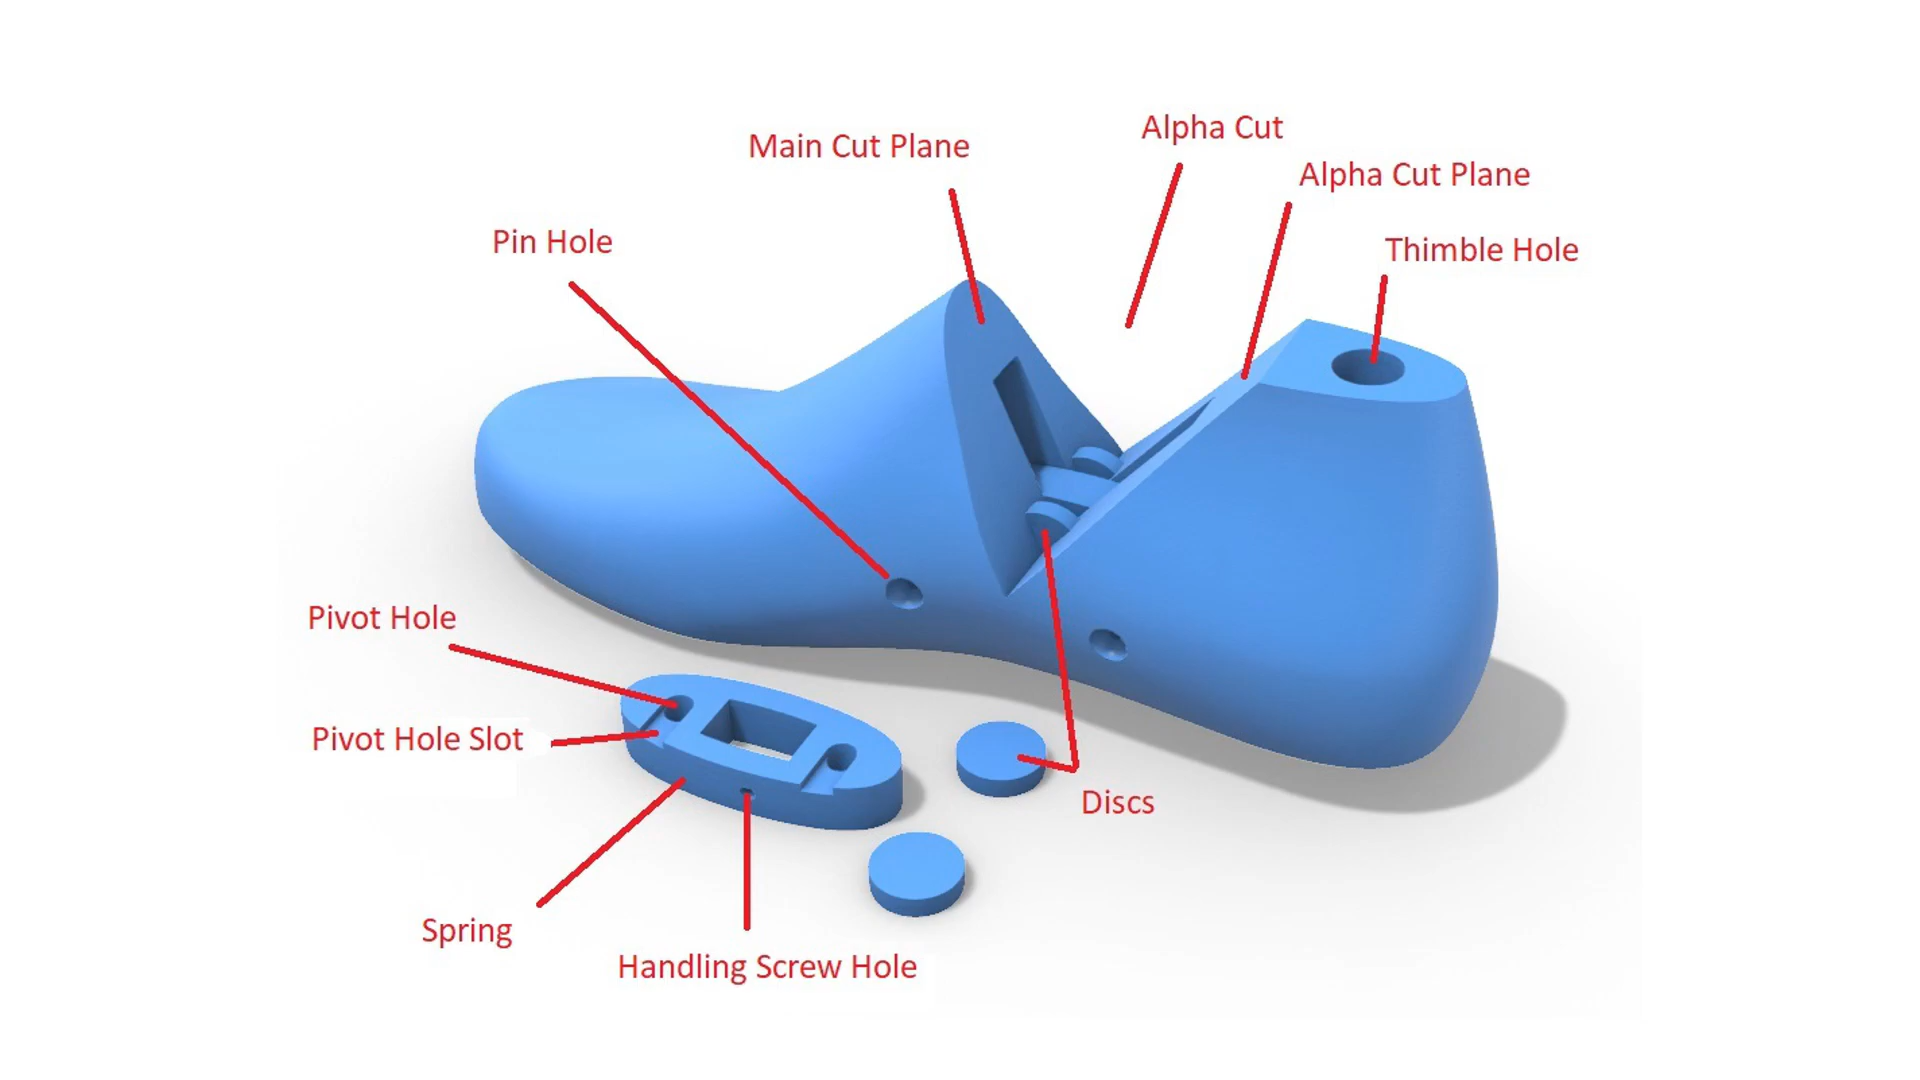 Alpha Cut
Main Cut Plane
Alpha Cut Plane
Pin Hole
Thimble Hole
Pivot Hole
Pivot Hole Slot
Discs
Spring
Handling Screw Hole